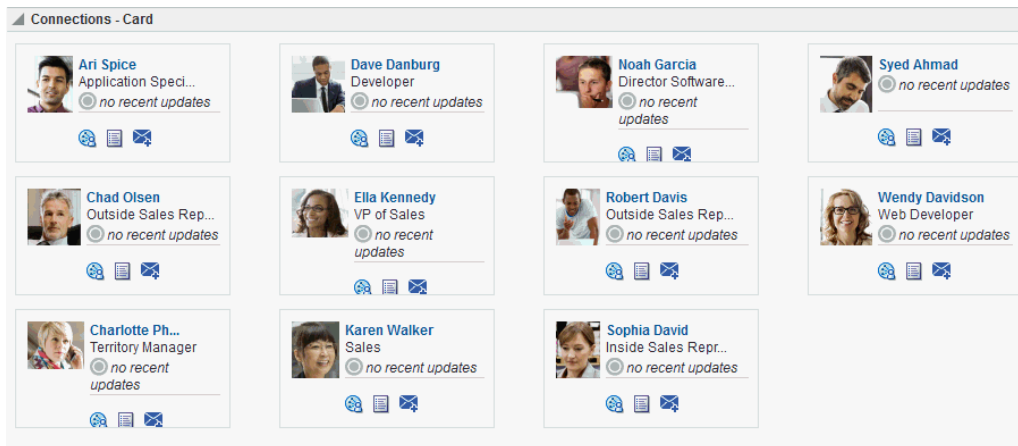 Connections - Card
Ari Spice
Application Speci...
no recent updates
Dave Danburg
Developer
no recent updates
Noah Garcia
Director Software...
no recent
updates
Syed Ahmad
no recent updates
Chad Olsen
Outside Sales Rep...
no recent updates
Ella Kennedy
VP of Sales
no recent
updates
Robert Davis
Outside Sales Rep...
no recent updates
Wendy Davidson
Web Developer
no recent updates
Charlotte Ph...
Territory Manager
no recent
updates
Karen Walker
Sales
no recent updates
Sophia David
Inside Sales Repr...
no recent updates